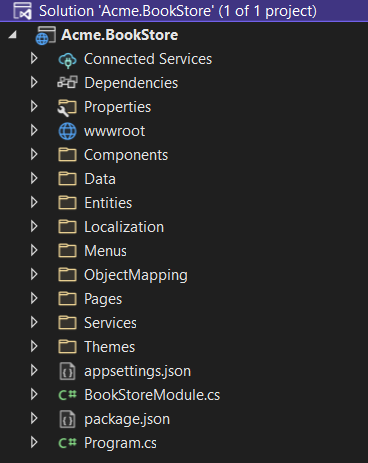 Solution 'Acme.BookStore' (1 of 1 project)
Acme.BookStore
Connected Services
Dependencies
Properties
wwwroot
Components
Data
Entities
Localization
Menus
ObjectMapping
Pages
Services
Themes
appsettings.json
C# BookStoreModule.cs
package.json
C# Program.cs